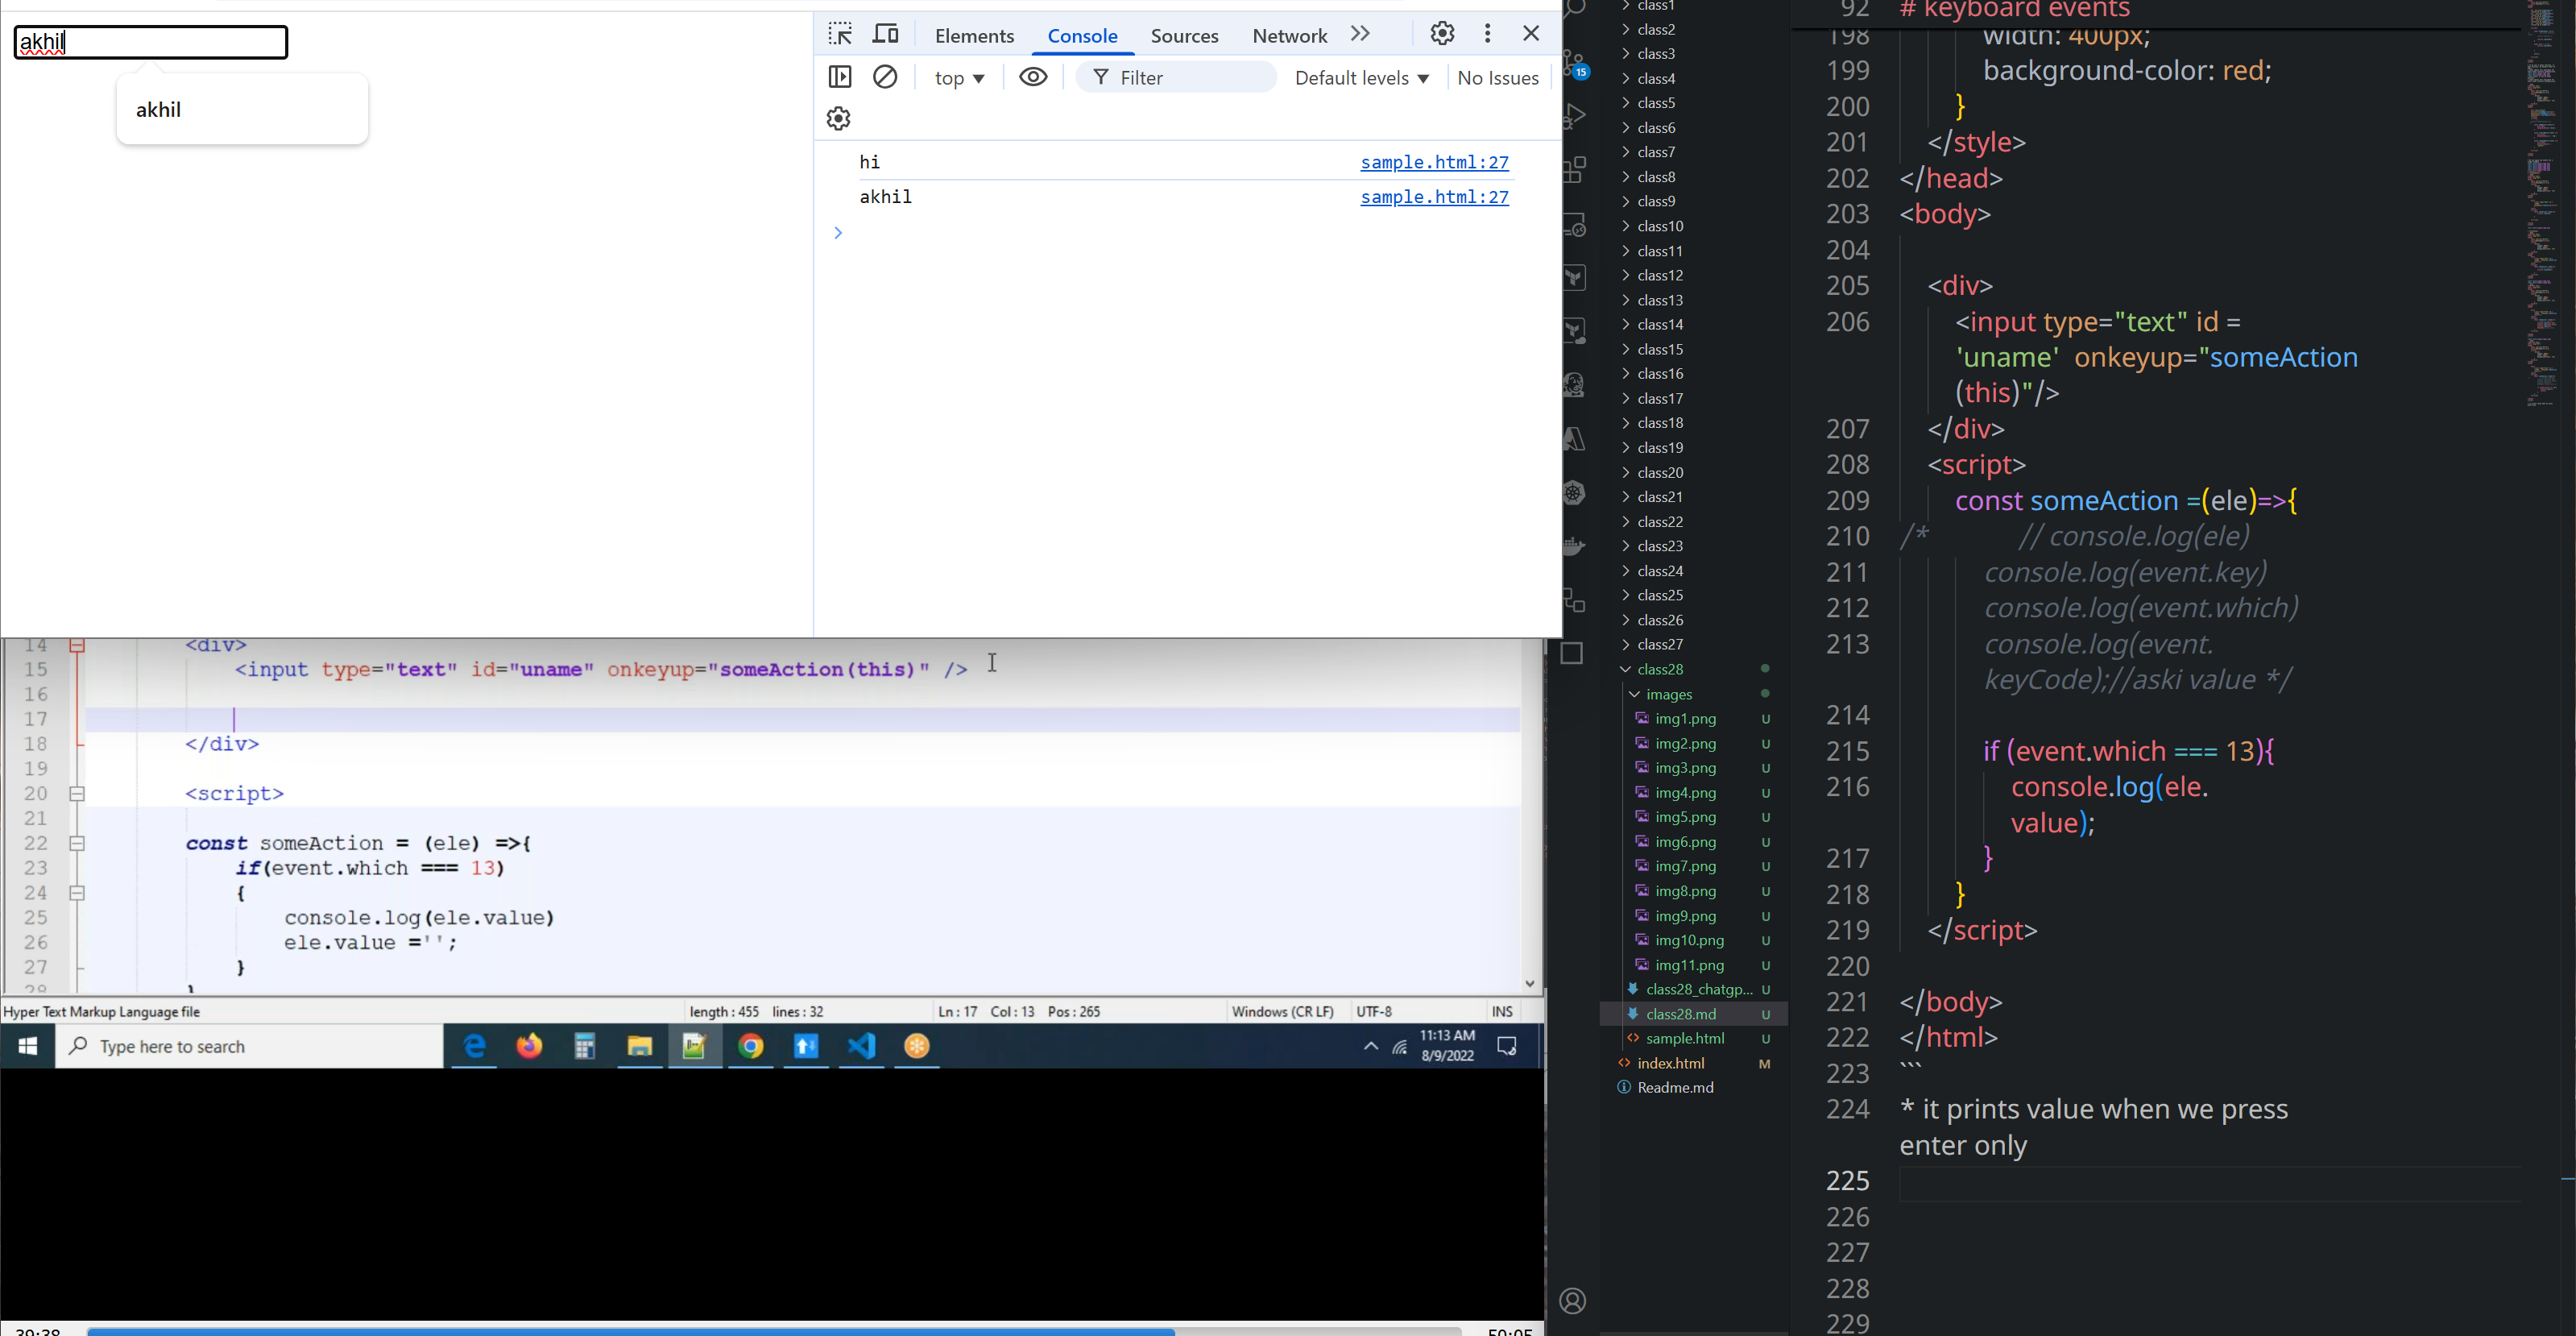 akhil
akhil
Elements Console Sources Network
top Filter Default levels No Issues
hi sample.html:27
akhil sample.html:27
14 <div>
15 <input type="text" id="uname" onkeyup="someAction(this)" />
16
17
18 </div>
19
20 <script>
21
22 const someAction = (ele) =>{
23 if(event.which === 13)
24 {
25 console.log(ele.value)
26 ele.value ='';
27 }
28 }
Hyper Text Markup Language file length : 455 lines : 32 Ln : 17 Col : 13 Pos : 265 Windows (CR LF) UTF-8 INS
Type here to search
11:13 AM
8/9/2022
39:38 50:05
15
class1
class2
class3
class4
class5
class6
class7
class8
class9
class10
class11
class12
class13
class14
class15
class16
class17
class18
class19
class20
class21
class22
class23
class24
class25
class26
class27
class28
images
img1.png U
img2.png U
img3.png U
img4.png U
img5.png U
img6.png U
img7.png U
img8.png U
img9.png U
img10.png U
img11.png U
class28_chatgp... U
class28.md U
sample.html U
index.html M
Readme.md
92 # keyboard events
198 width: 400px;
199 background-color: red;
200 }
201 </style>
202 </head>
203 <body>
204
205 <div>
206 <input type="text" id =
'uname' onkeyup="someAction
(this)"/>
207 </div>
208 <script>
209 const someAction =(ele)=>{
210 /* // console.log(ele)
211 console.log(event.key)
212 console.log(event.which)
213 console.log(event.
keyCode);//aski value */
214
215 if (event.which === 13){
216 console.log(ele.
value);
217 }
218 }
219 </script>
220
221 </body>
222 </html>
223 ```
224 * it prints value when we press
enter only
225
226
227
228
229